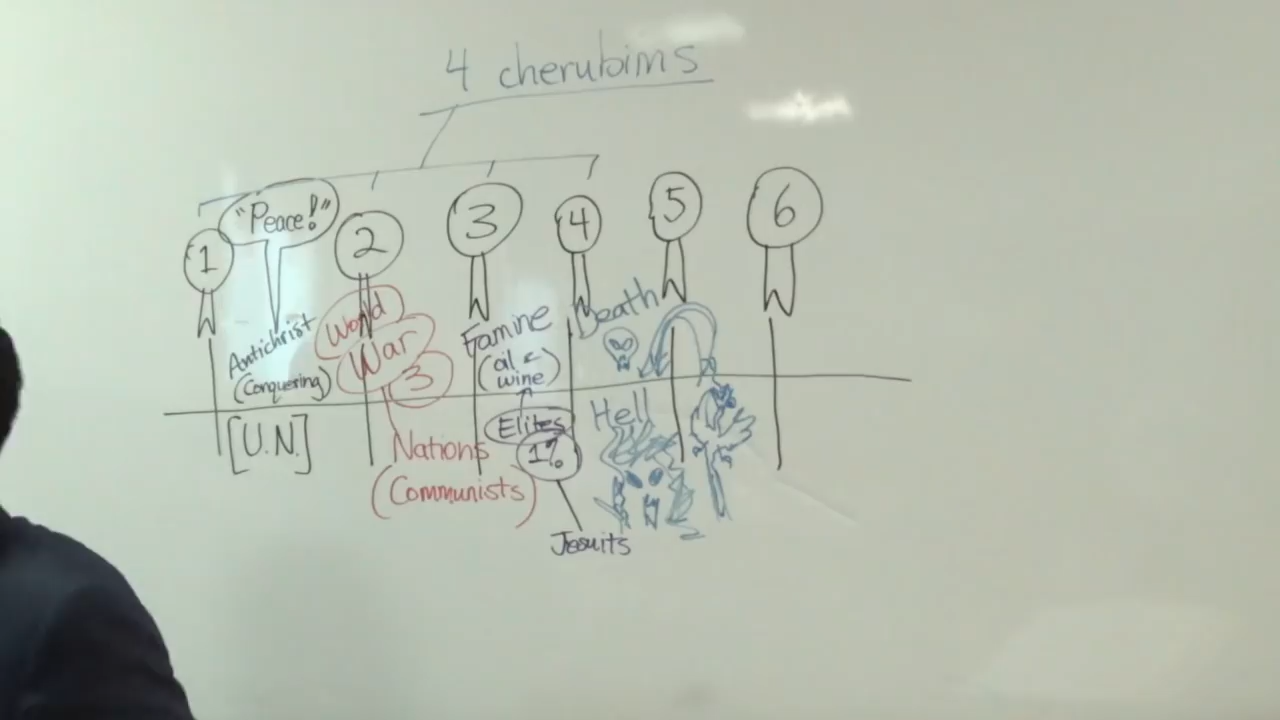 4 cherubims
1
"Peace!"
2
3
4
5
6
Antichrist
(Conquering)
[U.N.]
World
War
3
Nations
(Communists)
Famine
(oil &
wine)
Elites
1%
Jesuits
Death
Hell